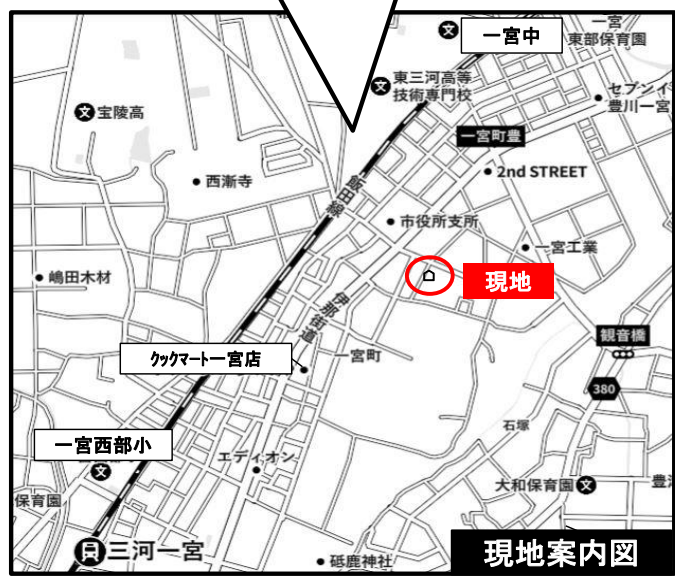 一宮中
一宮
東部保育園
東三河高等
技術専門校
セブンイ
豊川一宮
文
宝陵高
一宮町豊
2nd STREET
西漸寺
飯田線
市役所支所
一宮工業
嶋田木材
現地
伊那街道
観音橋
クックマート一宮店
一宮町
380
一宮西部小
石塚
エディオン
文
保育園
大和保育園
文
豊
三河一宮
砥鹿神社
現地案内図